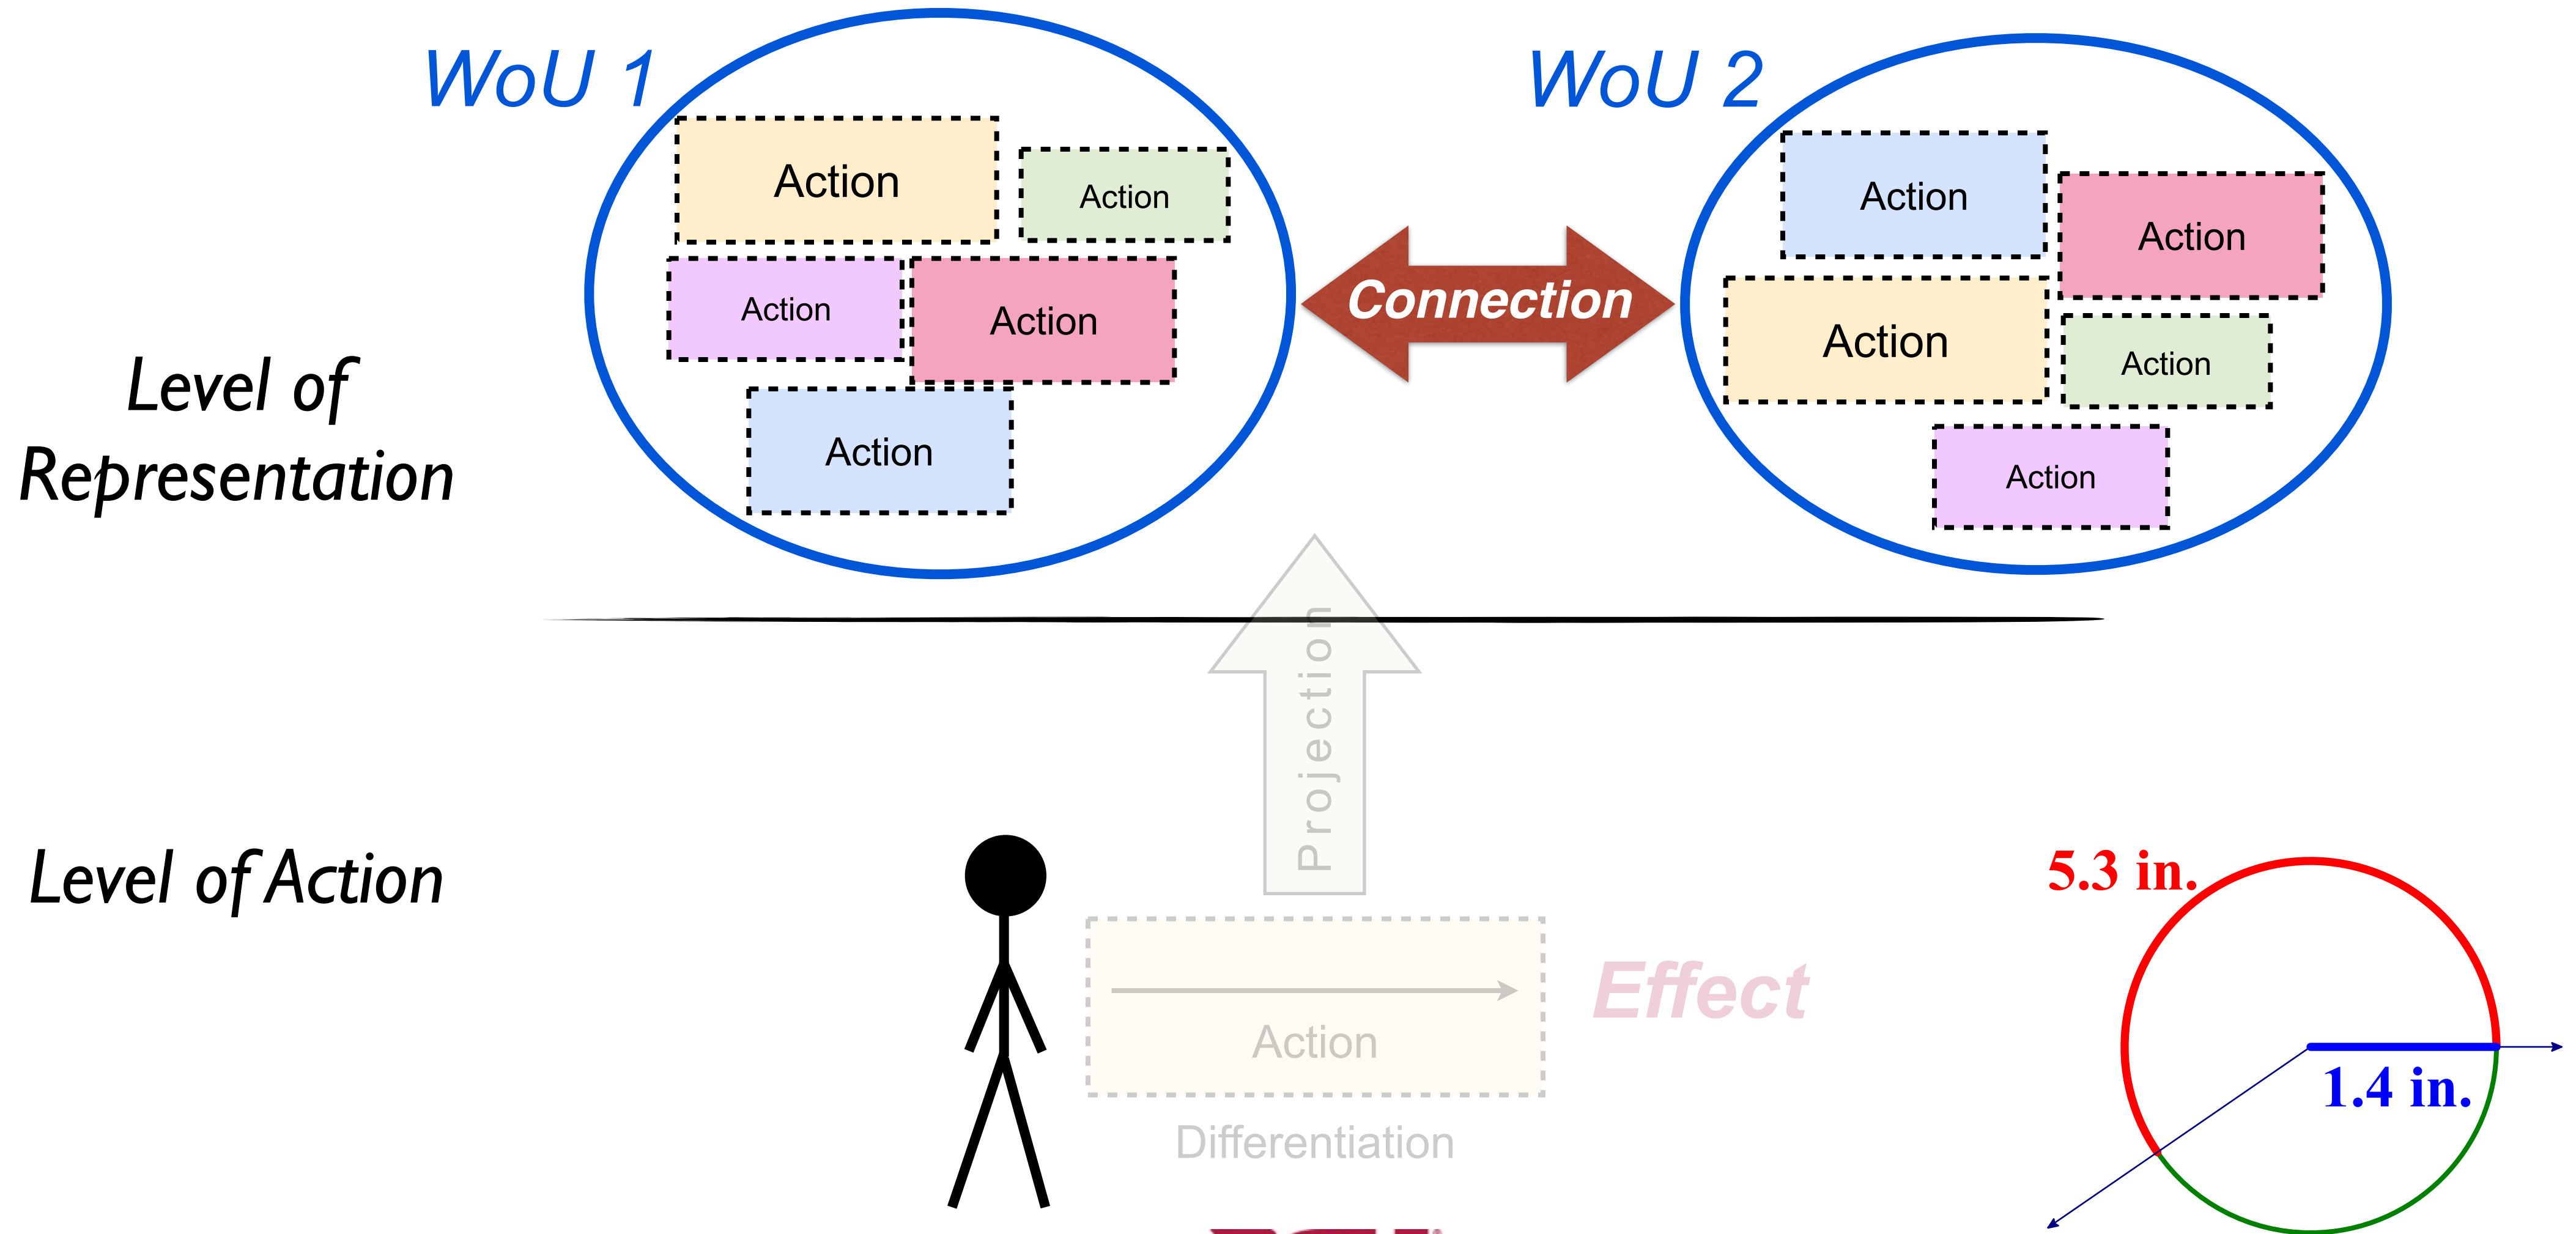 WoU 1
WoU 2
Action
Action
Action
Action
Action
Connection
Action
Action
Action
Action
Action
Level of
Representation
Projection
Level of Action
Action
Effect
Differentiation
5.3 in.
1.4 in.